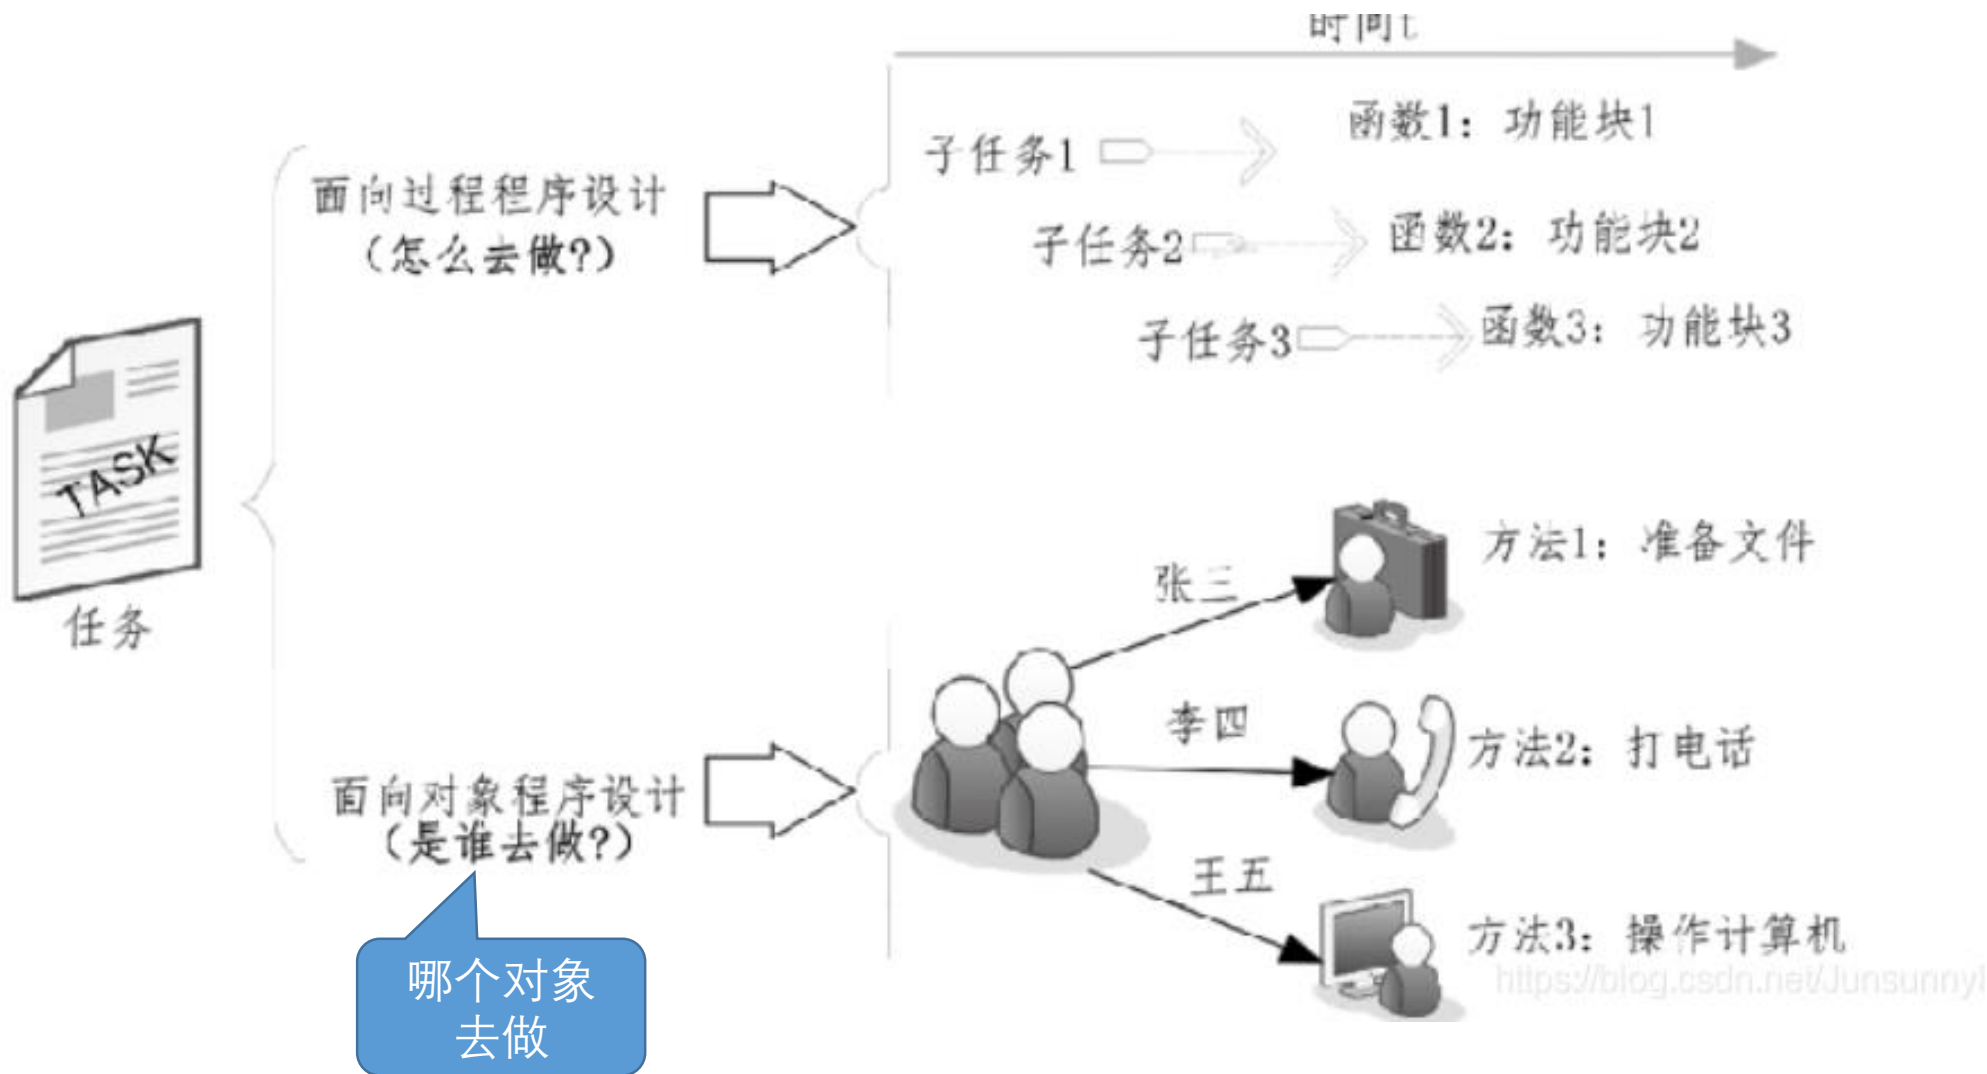 时间t
子任务1
函数1：功能块1
面向过程程序设计
（怎么去做?）
子任务2
函数2：功能块2
子任务3
函数3：功能块3
TASK
任务
张三
方法1：准备文件
李四
方法2：打电话
面向对象程序设计
（是谁去做?）
王五
方法3：操作计算机
哪个对象
去做
https://blog.csdn.net/Junsunnyl